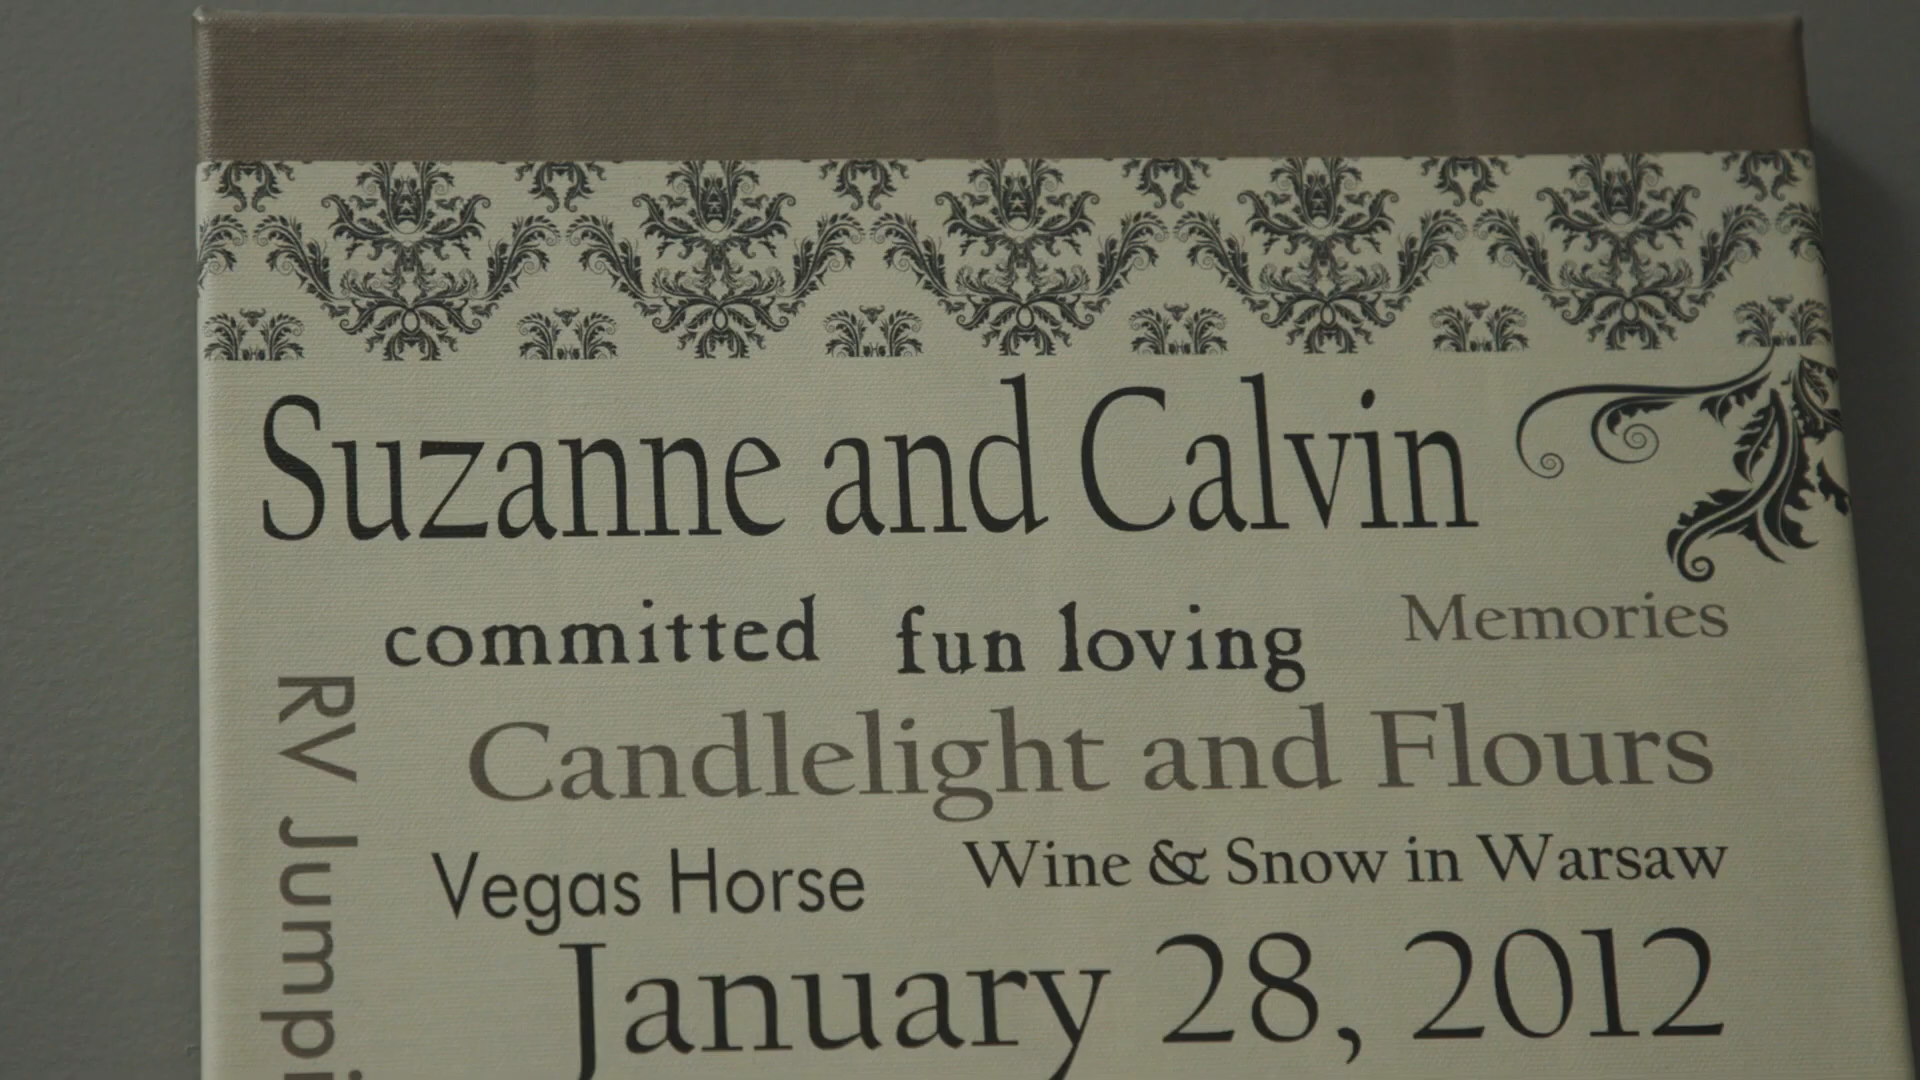 Suzanne and Calvin
committed fun loving Memories
Candlelight and Flours
Vegas Horse Wine & Snow in Warsaw
January 28, 2012
RV Jumpi